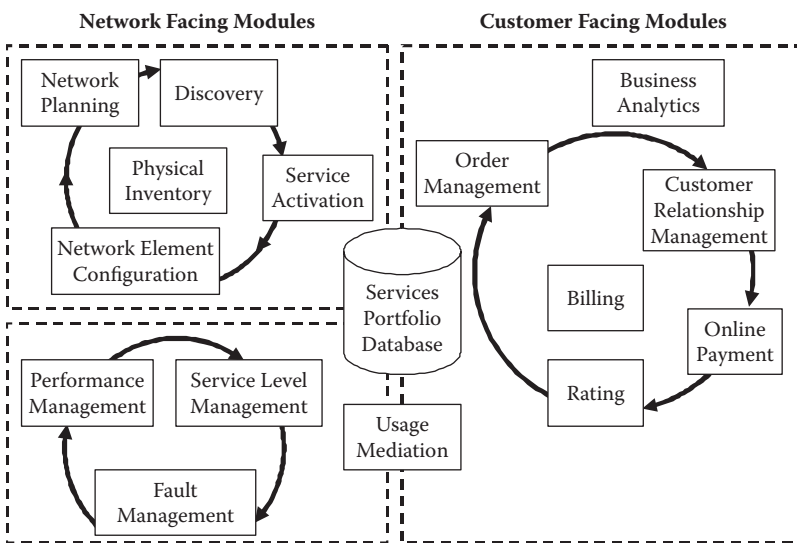 Network Facing Modules
Customer Facing Modules
Network
Planning
Discovery
Physical
Inventory
Service
Activation
Network Element
Configuration
Services
Portfolio
Database
Performance
Management
Service Level
Management
Fault
Management
Usage
Mediation
Business
Analytics
Order
Management
Customer
Relationship
Management
Billing
Online
Payment
Rating